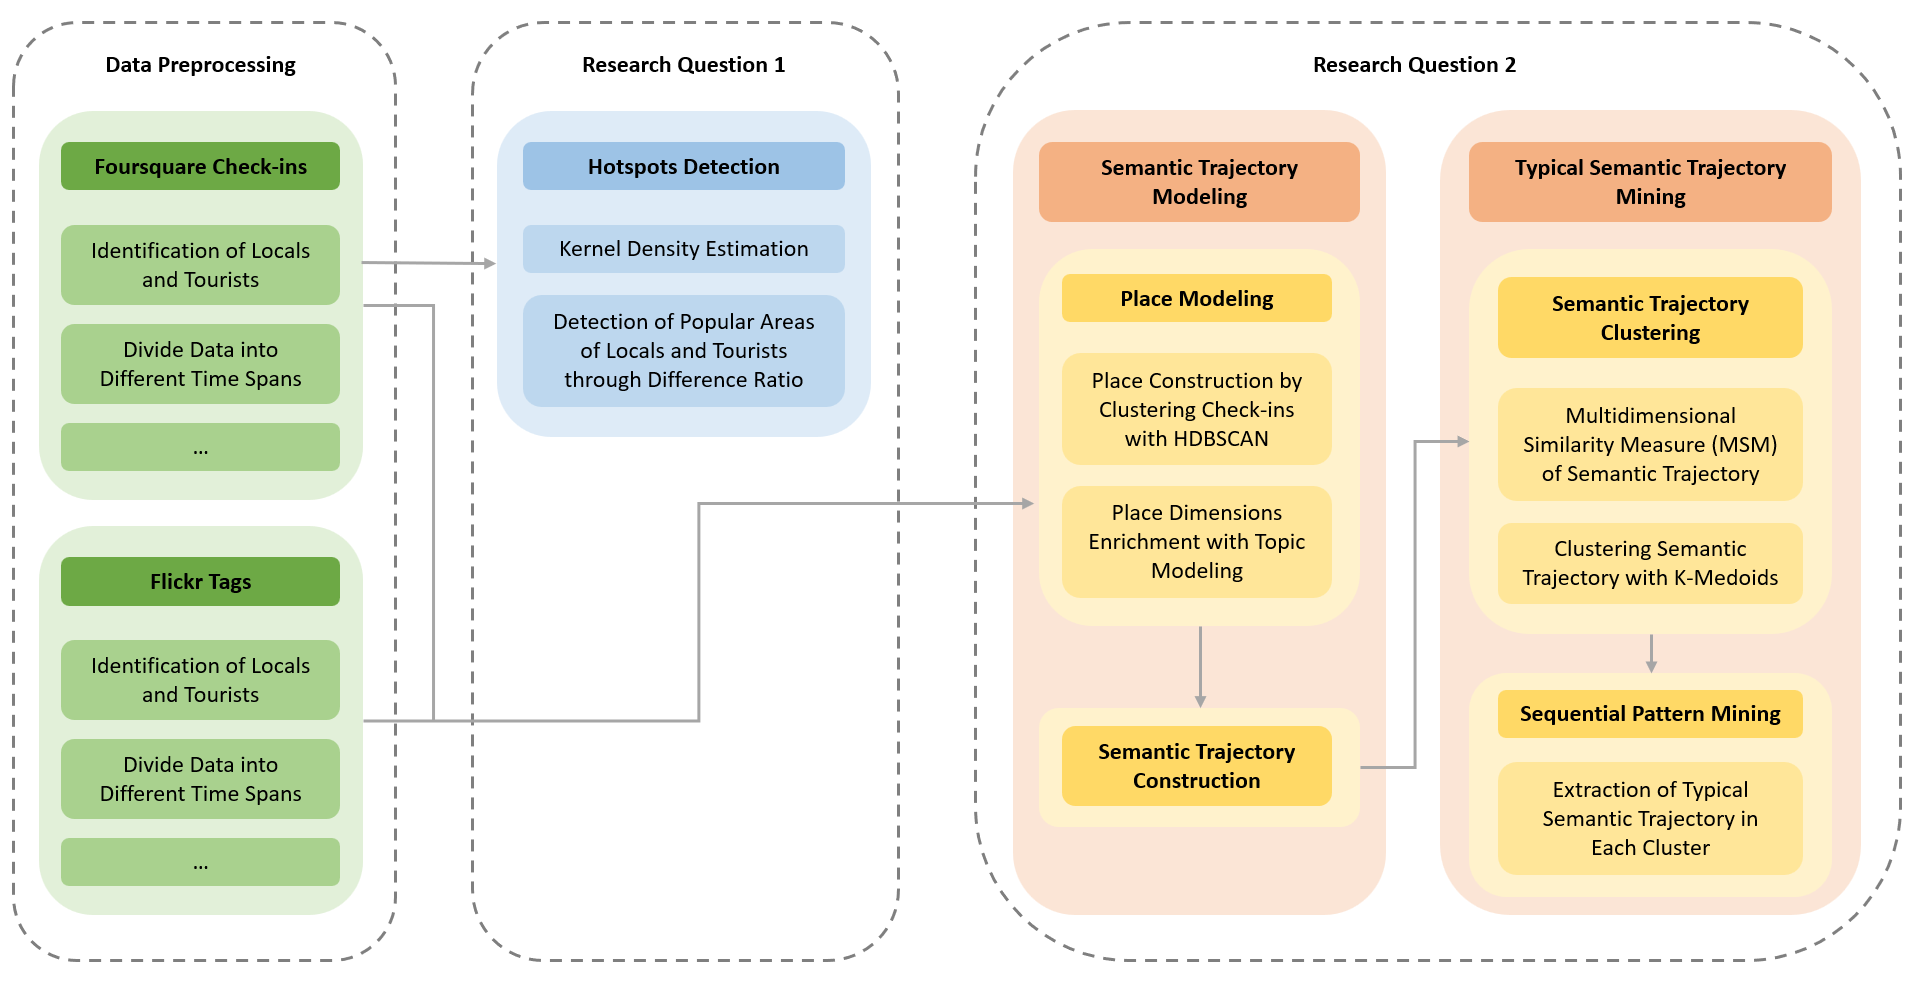 Data Preprocessing
Foursquare Check-ins
Identification of Locals
and Tourists
Divide Data into
Different Time Spans
...
Flickr Tags
Identification of Locals
and Tourists
Divide Data into
Different Time Spans
...
Research Question 1
Hotspots Detection
Kernel Density Estimation
Detection of Popular Areas
of Locals and Tourists
through Difference Ratio
Research Question 2
Semantic Trajectory
Modeling
Place Modeling
Place Construction by
Clustering Check-ins
with HDBSCAN
Place Dimensions
Enrichment with Topic
Modeling
Semantic Trajectory
Construction
Typical Semantic Trajectory
Mining
Semantic Trajectory
Clustering
Multidimensional
Similarity Measure (MSM)
of Semantic Trajectory
Clustering Semantic
Trajectory with K-Medoids
Sequential Pattern Mining
Extraction of Typical
Semantic Trajectory in
Each Cluster